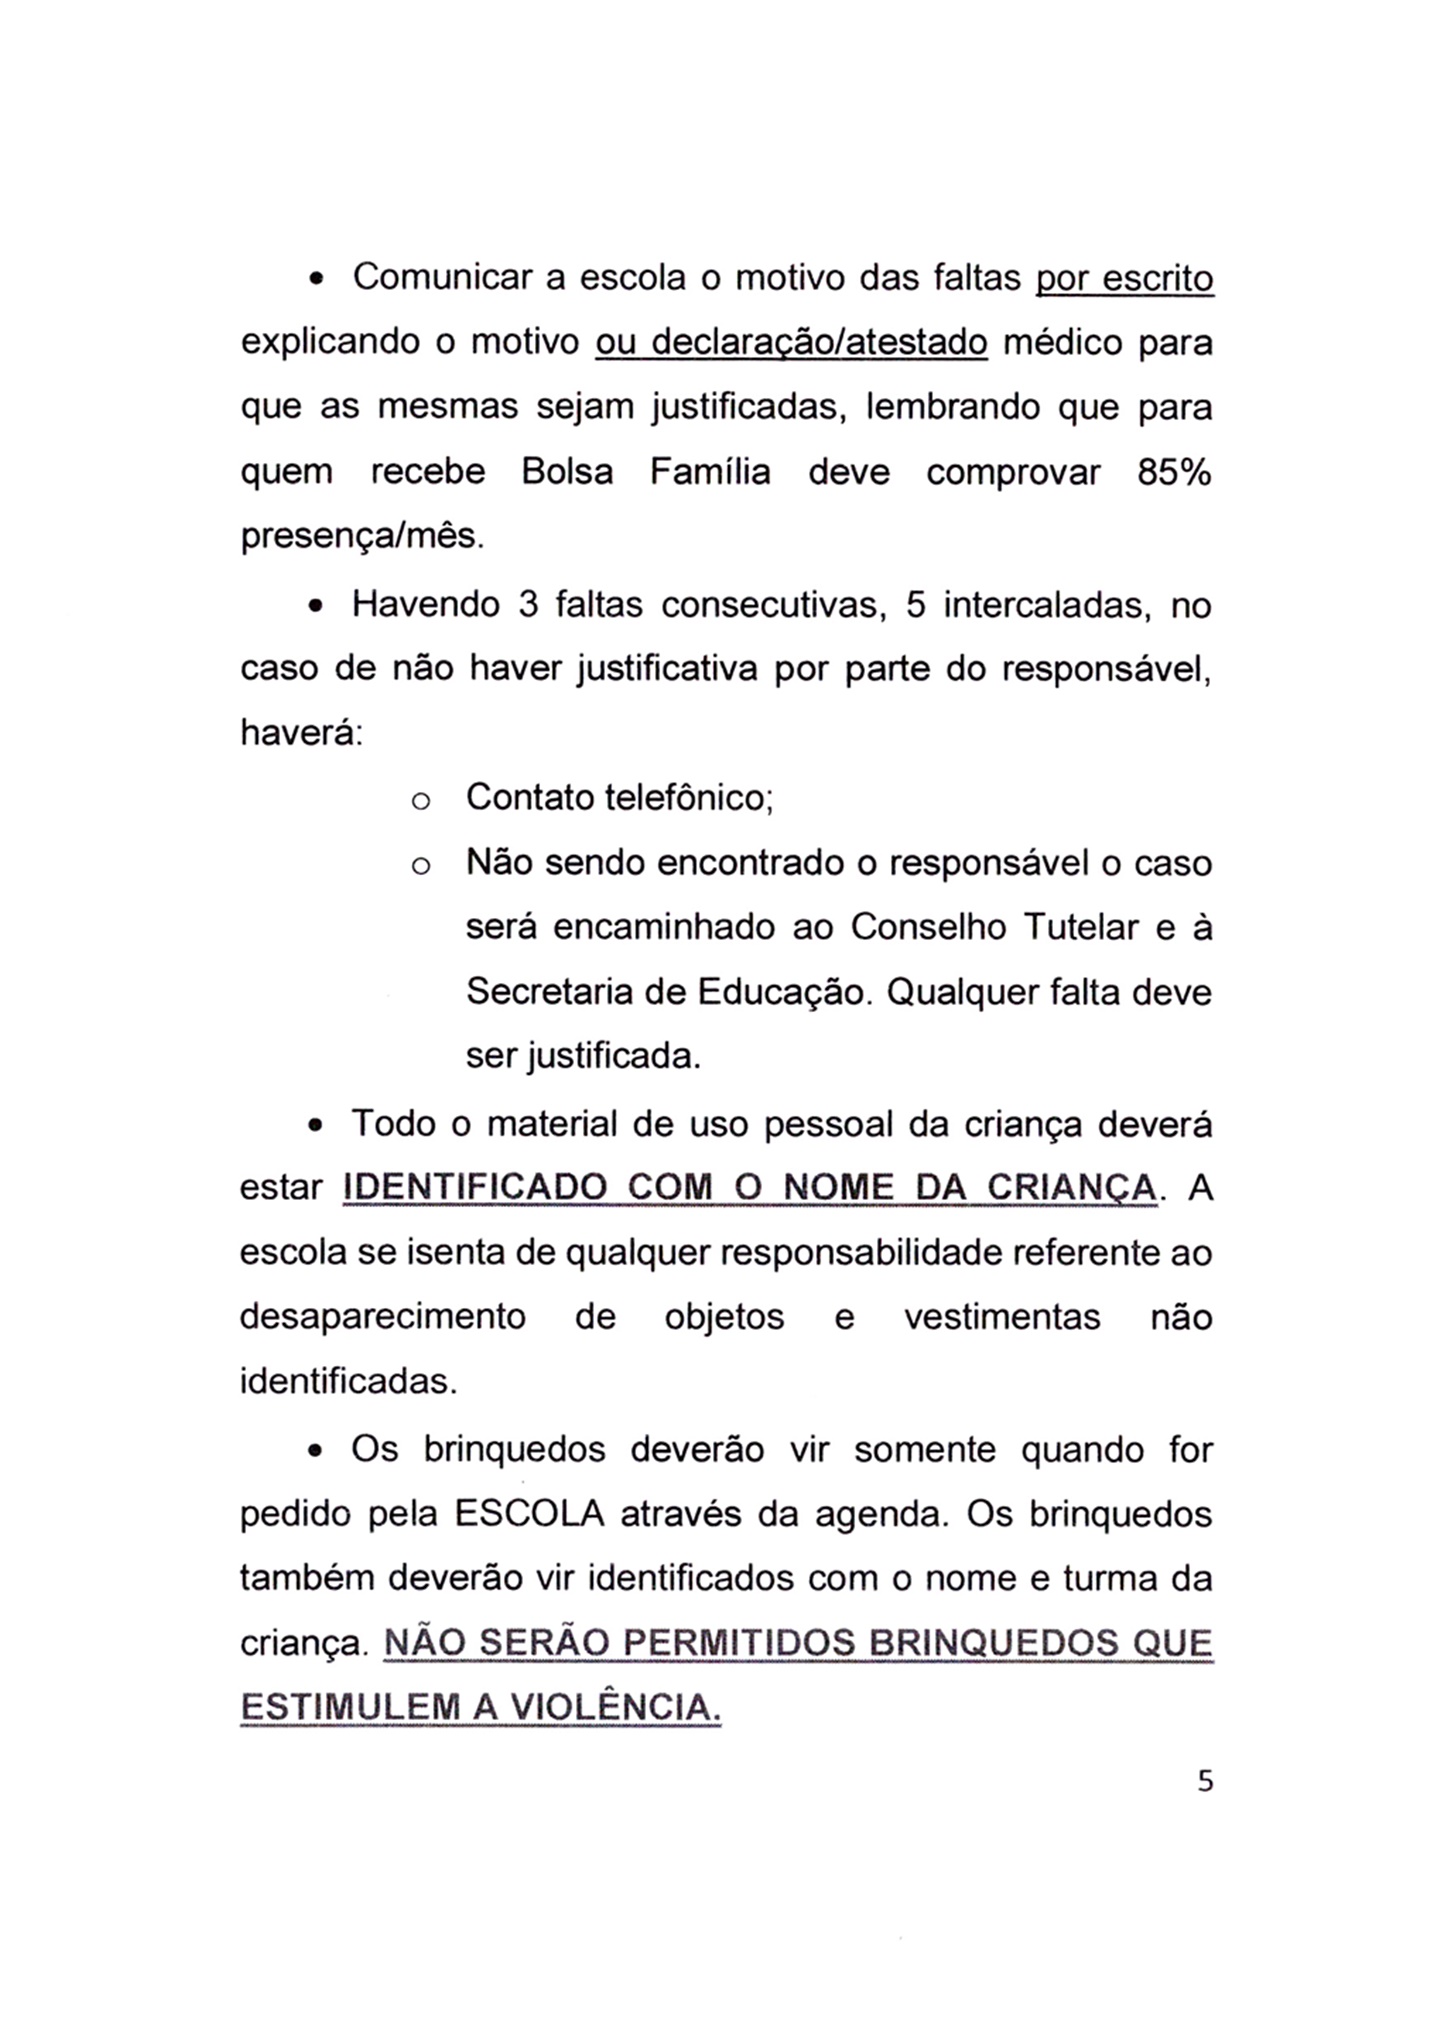 • Comunicar a escola o motivo das faltas por escrito
explicando o motivo ou declaração/atestado médico para
que as mesmas sejam justificadas, lembrando que para
quem recebe Bolsa Família deve comprovar 85%
presença/mês.
• Havendo 3 faltas consecutivas, 5 intercaladas, no
caso de não haver justificativa por parte do responsável,
haverá:
o Contato telefônico;
o Não sendo encontrado o responsável o caso
será encaminhado ao Conselho Tutelar e à
Secretaria de Educação. Qualquer falta deve
ser justificada.
• Todo o material de uso pessoal da criança deverá
estar IDENTIFICADO COM O NOME DA CRIANÇA. A
escola se isenta de qualquer responsabilidade referente ao
desaparecimento de objetos e vestimentas não
identificadas.
• Os brinquedos deverão vir somente quando for
pedido pela ESCOLA através da agenda. Os brinquedos
também deverão vir identificados com o nome e turma da
criança. NÃO SERÃO PERMITIDOS BRINQUEDOS QUE
ESTIMULEM A VIOLÊNCIA.
5